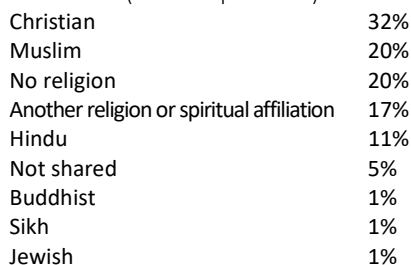 Christian 32%
Muslim 20%
No religion 20%
Another religion or spiritual affiliation 17%
Hindu 11%
Not shared 5%
Buddhist 1%
Sikh 1%
Jewish 1%